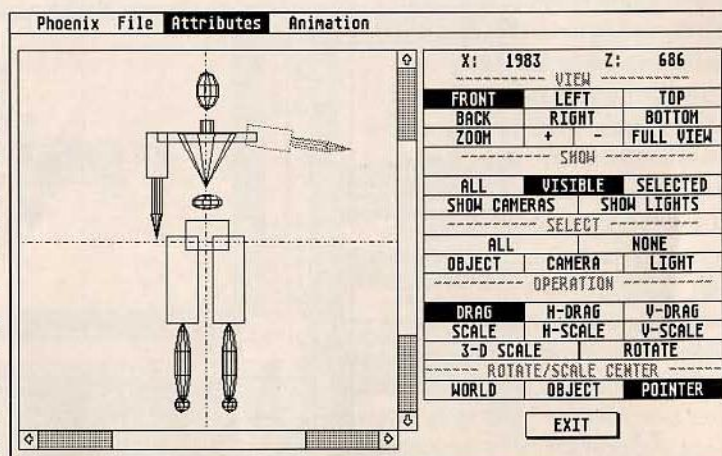 Phoenix File Attributes Animation
X: 1983 Z: 686
VIEW
FRONT LEFT TOP
BACK RIGHT BOTTOM
ZOOM + - FULL VIEW
SHOW
ALL VISIBLE SELECTED
SHOW CAMERAS SHOW LIGHTS
SELECT
ALL NONE
OBJECT CAMERA LIGHT
OPERATION
DRAG H-DRAG V-DRAG
SCALE H-SCALE V-SCALE
3-D SCALE ROTATE
ROTATE/SCALE CENTER
WORLD OBJECT POINTER
EXIT